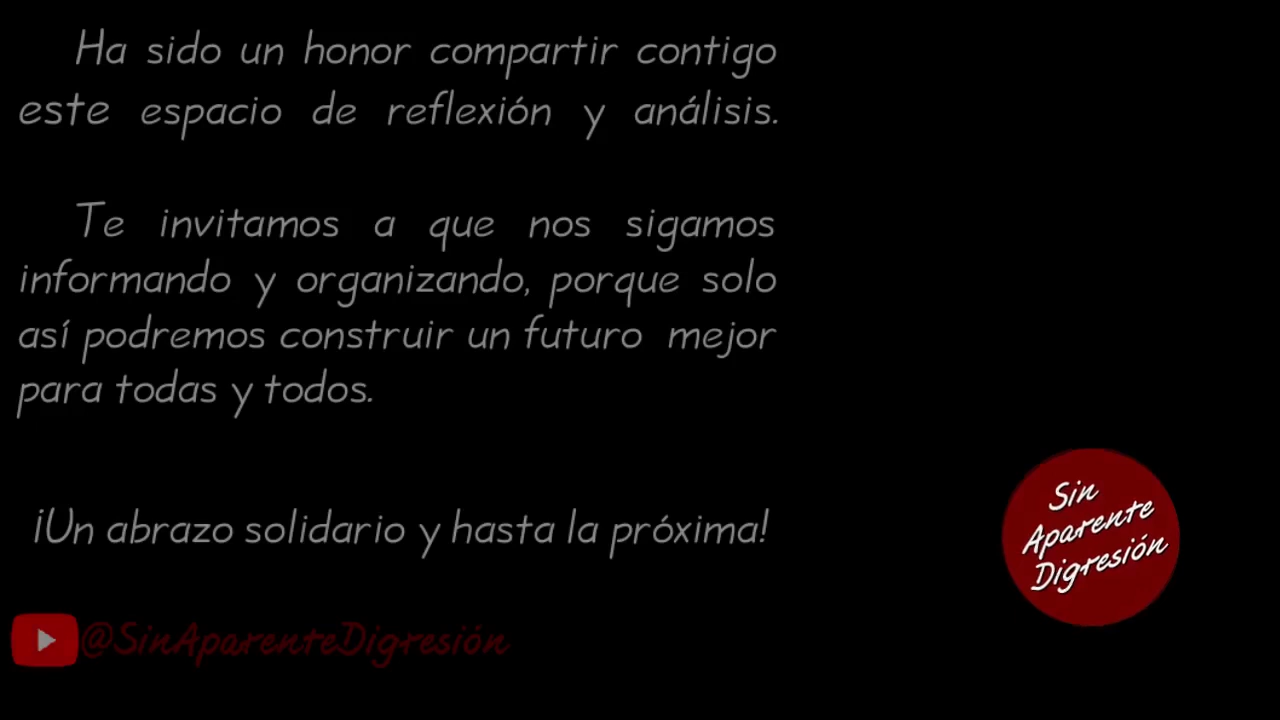 Ha sido un honor compartir contigo
este espacio de reflexión y análisis.
Te invitamos a que nos sigamos
informando y organizando, porque solo
así podremos construir un futuro mejor
para todas y todos.
¡Un abrazo solidario y hasta la próxima!
Sin
Aparente
Digresión
@SinAparenteDigresión